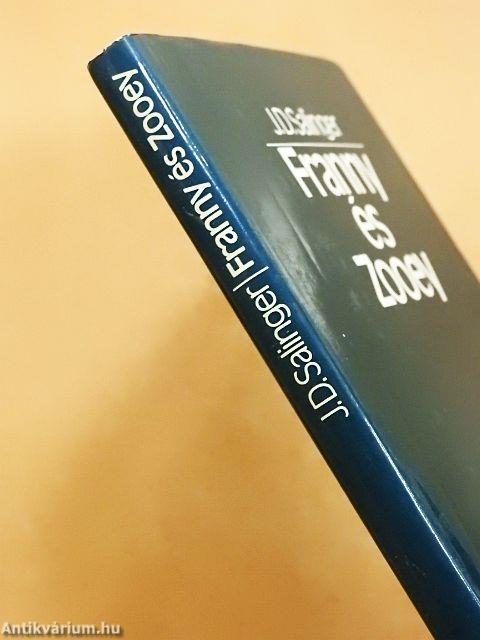 J.D. Salinger
Franny
és
Zooey
J.D. Salinger | Franny és Zooey
Antikvárium.hu